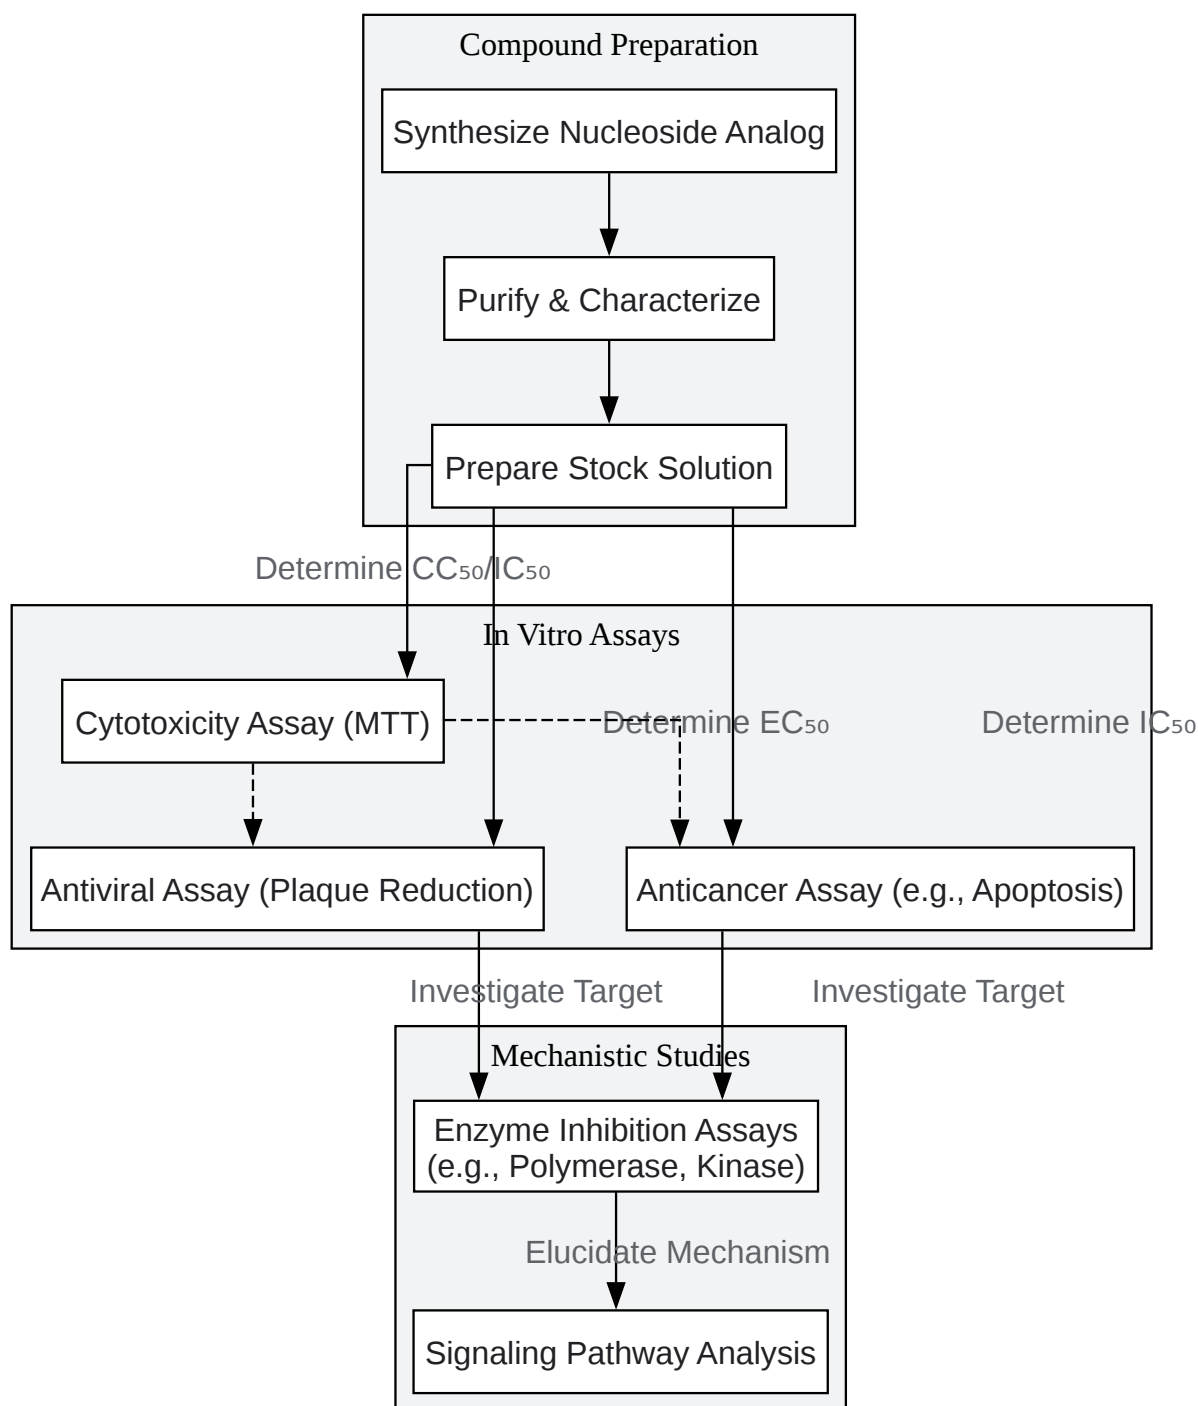 Compound Preparation
Synthesize Nucleoside Analog
Purify & Characterize
Prepare Stock Solution
Determine CC₅₀/IC₅₀
In Vitro Assays
Cytotoxicity Assay (MTT)
Determine EC₅₀
Determine IC₅₀
Antiviral Assay (Plaque Reduction)
Anticancer Assay (e.g., Apoptosis)
Investigate Target
Investigate Target
Mechanistic Studies
Enzyme Inhibition Assays
(e.g., Polymerase, Kinase)
Elucidate Mechanism
Signaling Pathway Analysis